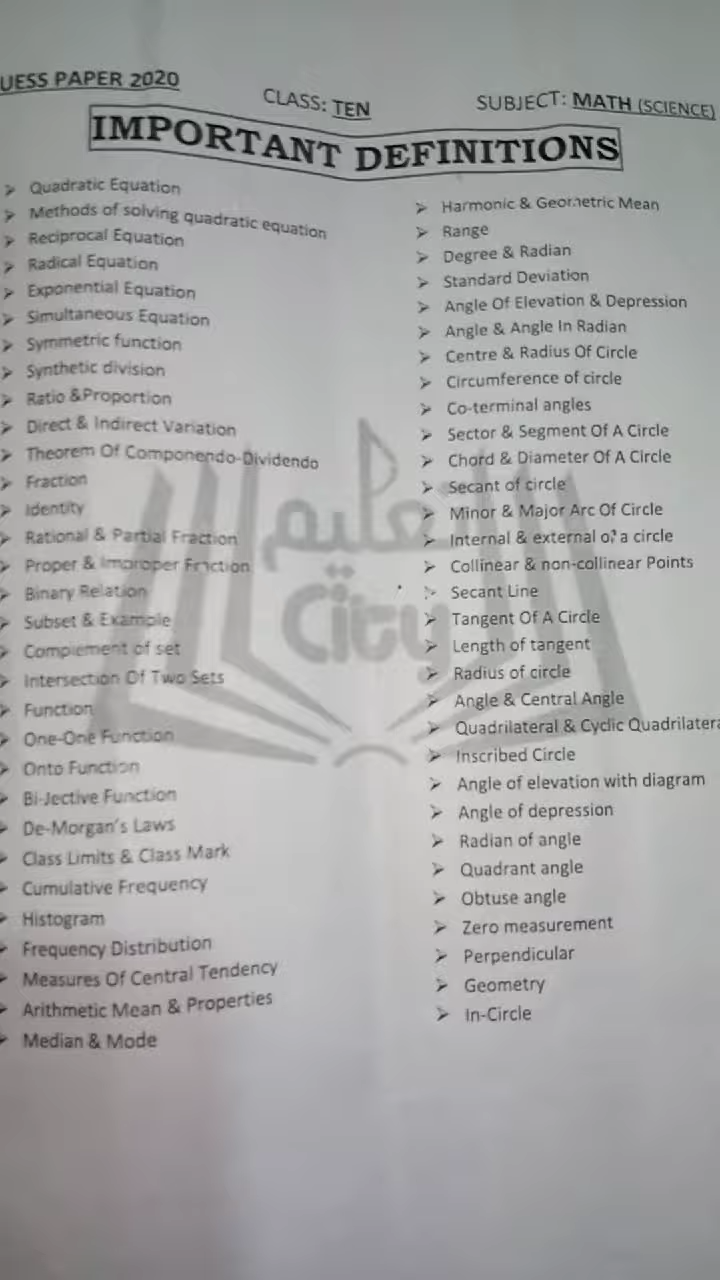 UESS PAPER 2020
CLASS: TEN
SUBJECT: MATH (SCIENCE)
IMPORTANT DEFINITIONS
➤ Quadratic Equation
➤ Methods of solving quadratic equation
➤ Reciprocal Equation
➤ Radical Equation
➤ Exponential Equation
➤ Simultaneous Equation
➤ Symmetric function
➤ Synthetic division
➤ Ratio &Proportion
➤ Direct & Indirect Variation
➤ Theorem Of Componendo-Dividendo
➤ Fraction
➤ Identity
➤ Rational & Partial Fraction
➤ Proper & Improper Fraction
➤ Binary Relation
➤ Subset & Example
➤ Complement of set
➤ Intersection Of Two Sets
➤ Function
➤ One-One Function
➤ Onto Function
➤ Bi-Jective Function
➤ De-Morgan's Laws
➤ Class Limits & Class Mark
➤ Cumulative Frequency
➤ Histogram
➤ Frequency Distribution
➤ Measures Of Central Tendency
➤ Arithmetic Mean & Properties
➤ Median & Mode
➤ Harmonic & Geometric Mean
➤ Range
➤ Degree & Radian
➤ Standard Deviation
➤ Angle Of Elevation & Depression
➤ Angle & Angle In Radian
➤ Centre & Radius Of Circle
➤ Circumference of circle
➤ Co-terminal angles
➤ Sector & Segment Of A Circle
➤ Chord & Diameter Of A Circle
➤ Secant of circle
➤ Minor & Major Arc Of Circle
➤ Internal & external of a circle
➤ Collinear & non-collinear Points
➤ Secant Line
➤ Tangent Of A Circle
➤ Length of tangent
➤ Radius of circle
➤ Angle & Central Angle
➤ Quadrilateral & Cyclic Quadrilatera
➤ Inscribed Circle
➤ Angle of elevation with diagram
➤ Angle of depression
➤ Radian of angle
➤ Quadrant angle
➤ Obtuse angle
➤ Zero measurement
➤ Perpendicular
➤ Geometry
➤ In-Circle
تعلیم
City